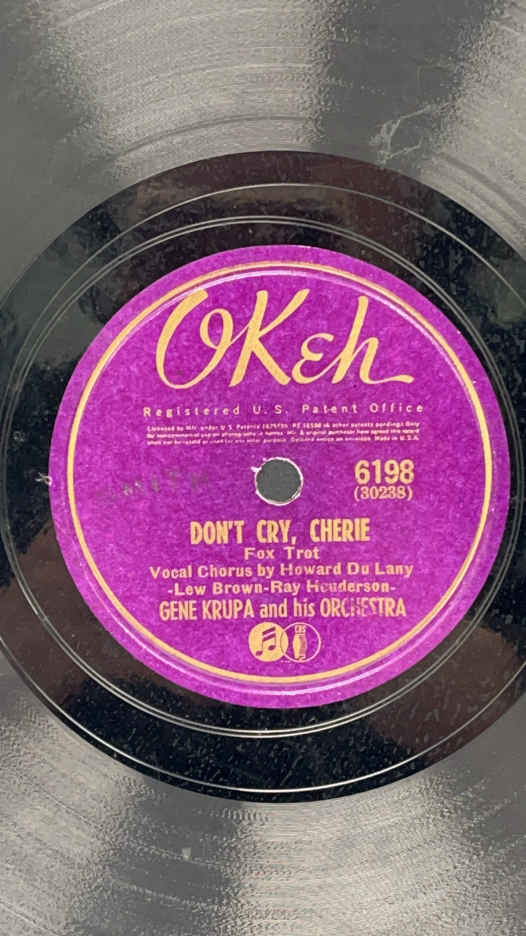 OKeh
Registered U.S. Patent Office
6198
(30238)
DON'T CRY, CHERIE
Fox Trot
Vocal Chorus by Howard Du Lany
-Lew Brown-Ray Henderson-
GENE KRUPA and his ORCHESTRA
CBS